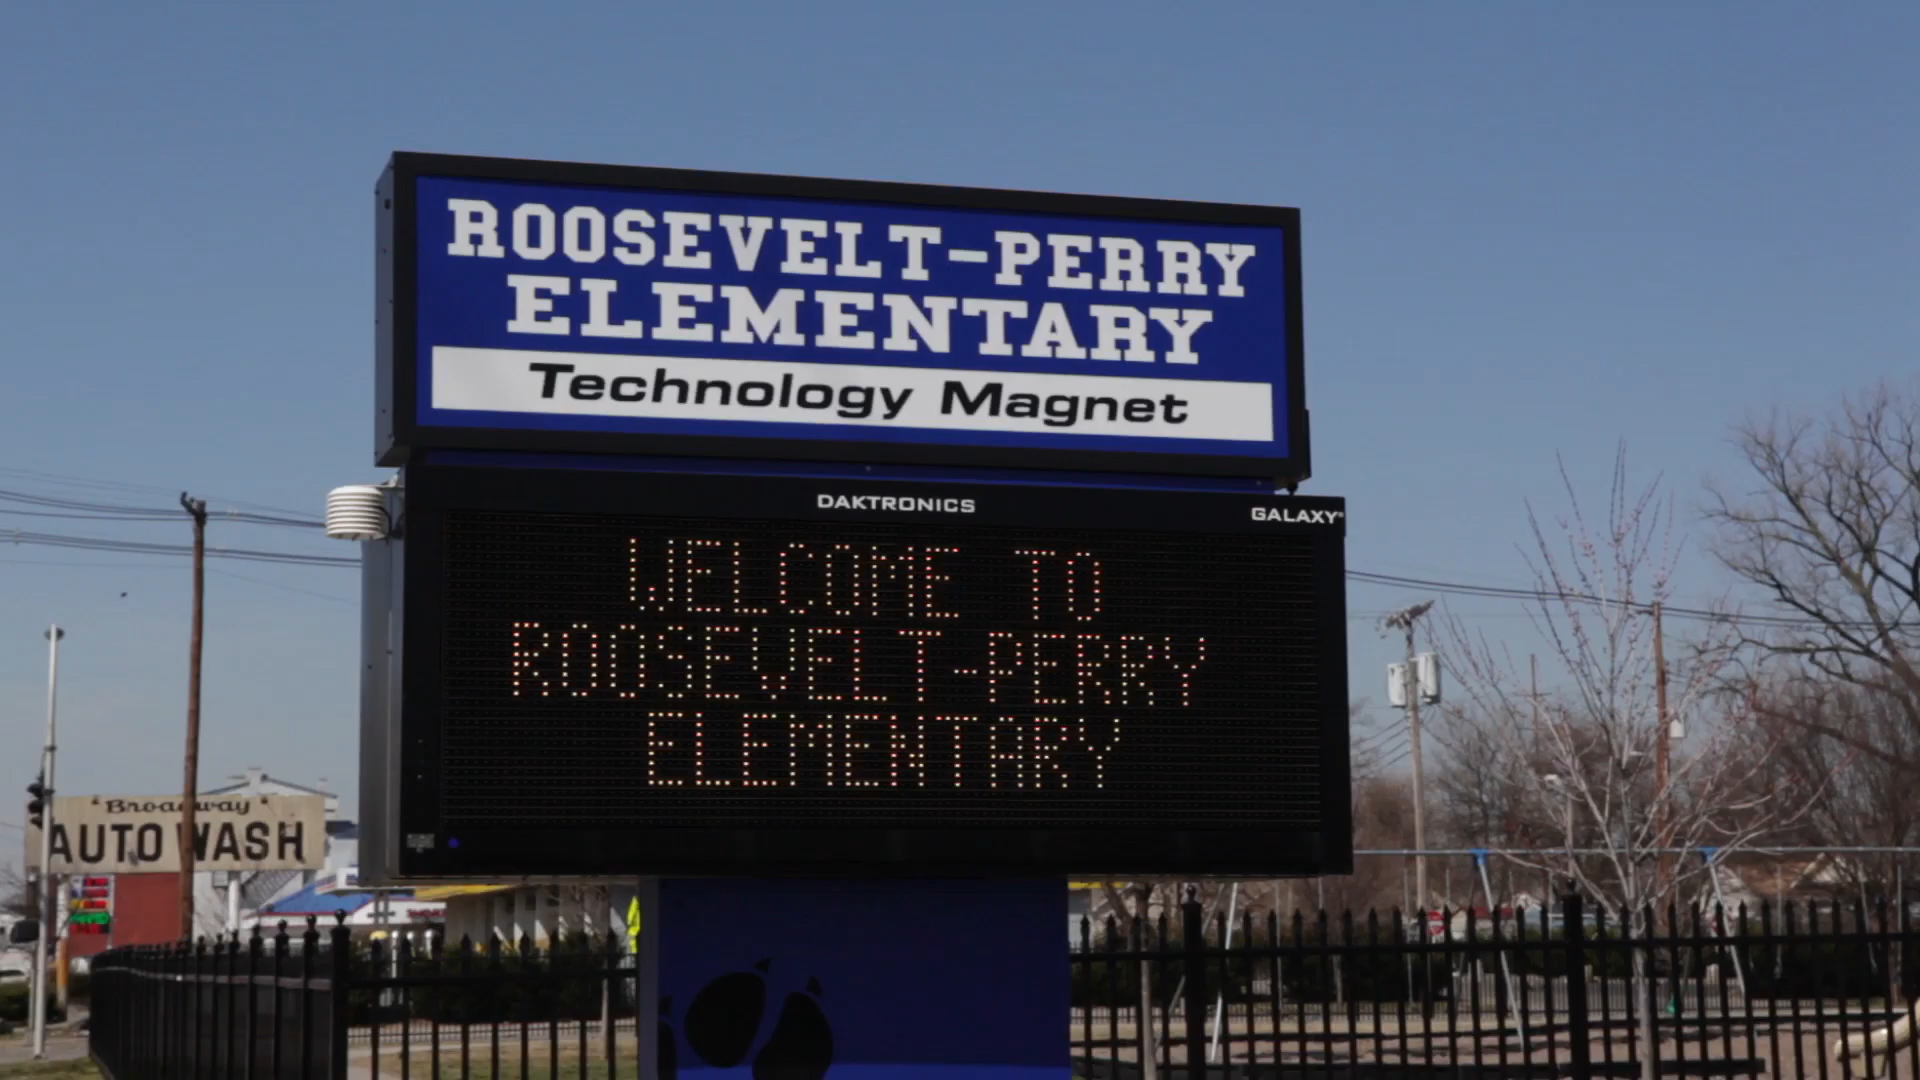 ROOSEVELT-PERRY
ELEMENTARY
Technology Magnet
DAKTRONICS
GALAXY
WELCOME TO
ROOSEVELT-PERRY
ELEMENTARY
Broadway
AUTO WASH